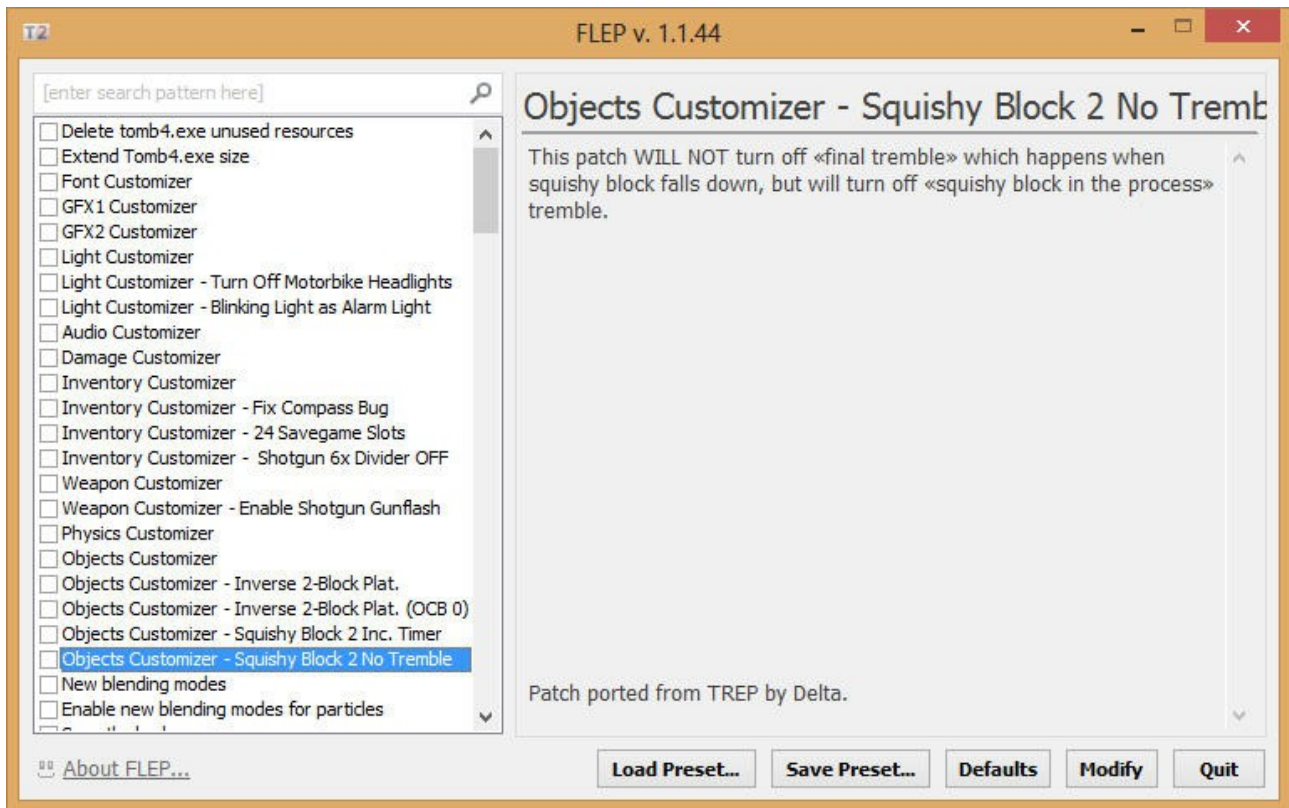 T2
FLEP v. 1.1.44
[enter search pattern here]
Delete tomb4.exe unused resources
Extend Tomb4.exe size
Font Customizer
GFX1 Customizer
GFX2 Customizer
Light Customizer
Light Customizer - Turn Off Motorbike Headlights
Light Customizer - Blinking Light as Alarm Light
Audio Customizer
Damage Customizer
Inventory Customizer
Inventory Customizer - Fix Compass Bug
Inventory Customizer - 24 Savegame Slots
Inventory Customizer -  Shotgun 6x Divider OFF
Weapon Customizer
Weapon Customizer - Enable Shotgun Gunflash
Physics Customizer
Objects Customizer
Objects Customizer - Inverse 2-Block Plat.
Objects Customizer - Inverse 2-Block Plat. (OCB 0)
Objects Customizer - Squishy Block 2 Inc. Timer
Objects Customizer - Squishy Block 2 No Tremble
New blending modes
Enable new blending modes for particles
Objects Customizer - Squishy Block 2 No Tremb
This patch WILL NOT turn off «final tremble» which happens when
squishy block falls down, but will turn off «squishy block in the process»
tremble.
Patch ported from TREP by Delta.
About FLEP...
Load Preset...
Save Preset...
Defaults
Modify
Quit